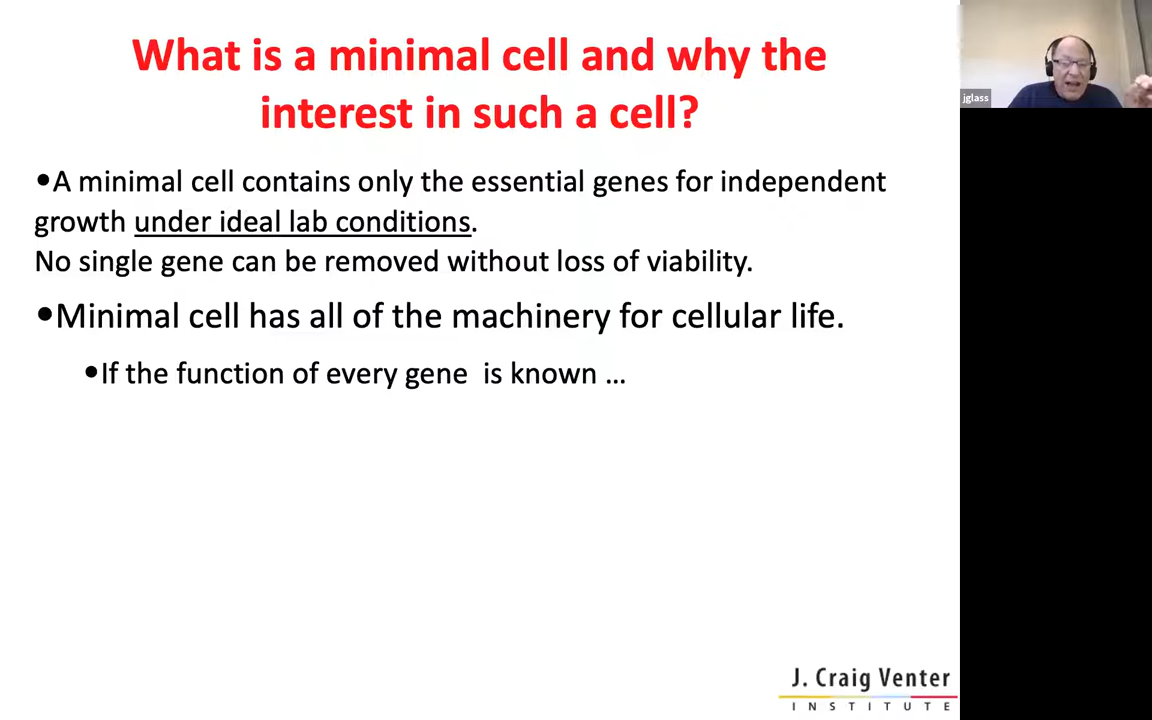 What is a minimal cell and why the
interest in such a cell?
jglass
•A minimal cell contains only the essential genes for independent
growth under ideal lab conditions.
No single gene can be removed without loss of viability.
•Minimal cell has all of the machinery for cellular life.
•If the function of every gene  is known ...
J. Craig Venter
INSTITUTE